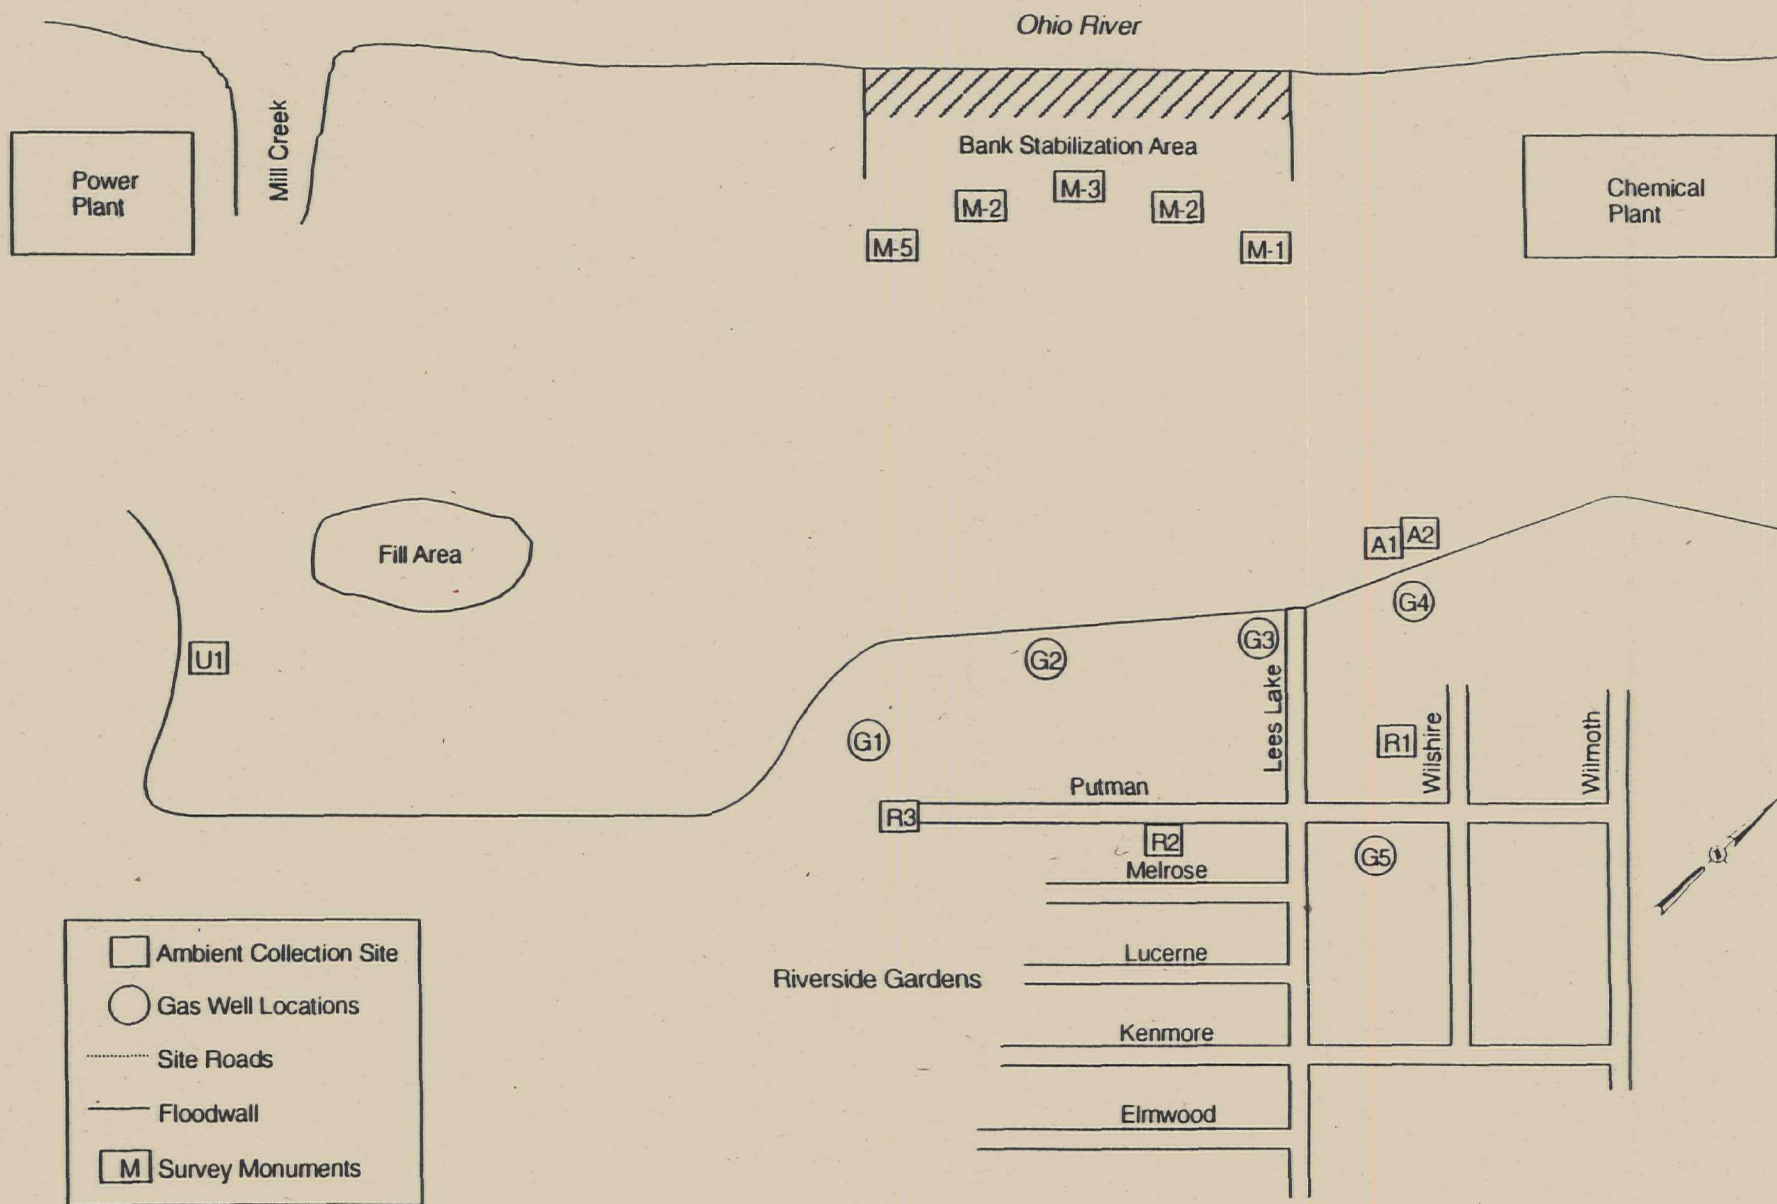 Ohio River
Mill Creek
Power
Plant
Bank Stabilization Area
Chemical
Plant
M-3
M-2
M-2
M-5
M-1
A1
A2
Fill Area
G4
U1
G2
G3
Lees Lake
G1
R1
Wilshire
Wilmoth
Putman
R3
R2
G5
Melrose
Lucerne
Riverside Gardens
Kenmore
Elmwood
Ambient Collection Site
Gas Well Locations
Site Roads
Floodwall
M Survey Monuments